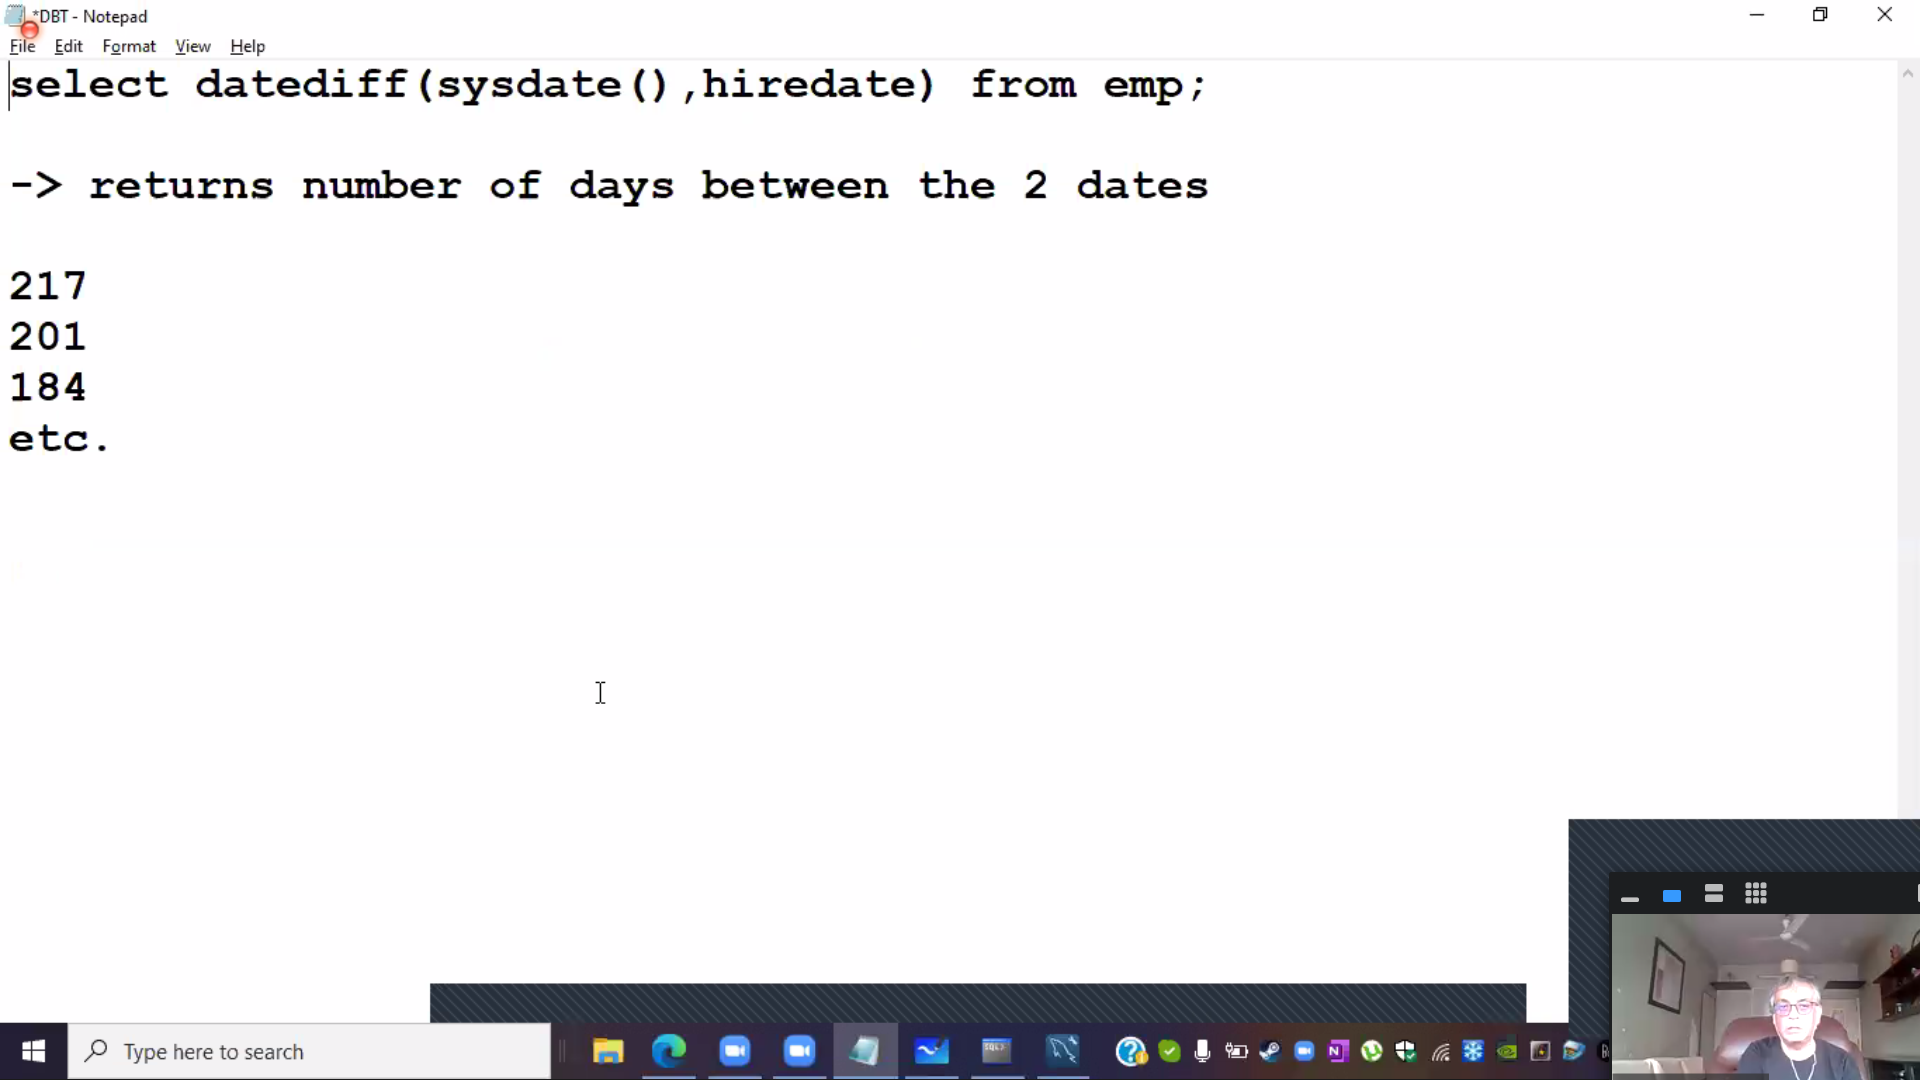 *DBT - Notepad
File Edit Format View Help
select datediff(sysdate(),hiredate) from emp;
-> returns number of days between the 2 dates
217
201
184
etc.
Type here to search